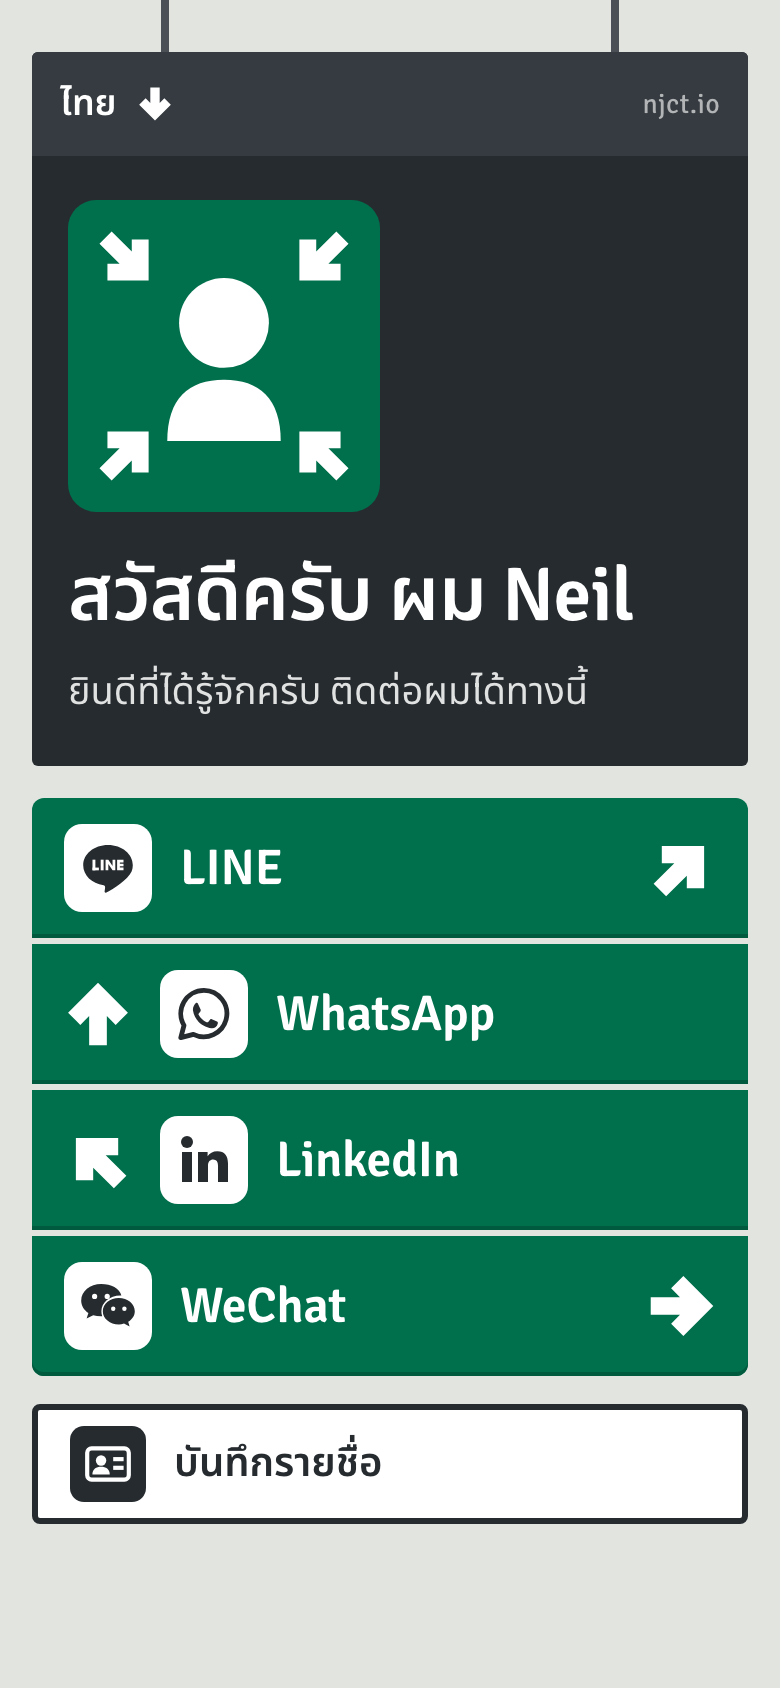 ไทย
njct.io
สวัสดีครับ ผม Neil
ยินดีที่ได้รู้จักครับ ติดต่อผมได้ทางนี้
LINE LINE
WhatsApp
in LinkedIn
WeChat
บันทึกรายชื่อ